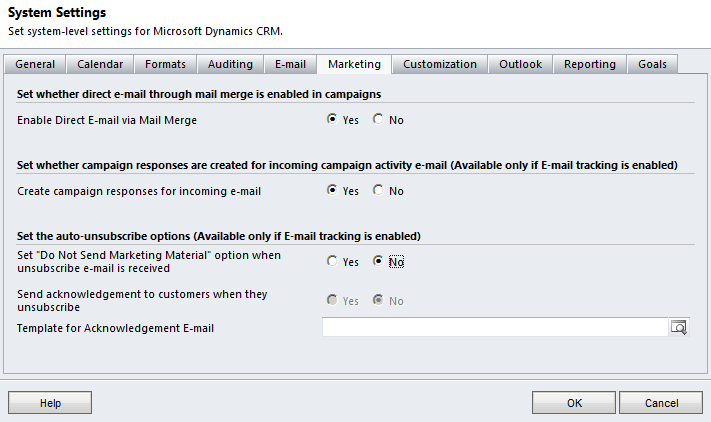 System Settings
Set system-level settings for Microsoft Dynamics CRM.
General Calendar Formats Auditing E-mail Marketing Customization Outlook Reporting Goals
Set whether direct e-mail through mail merge is enabled in campaigns
Enable Direct E-mail via Mail Merge Yes No
Set whether campaign responses are created for incoming campaign activity e-mail (Available only if E-mail tracking is enabled)
Create campaign responses for incoming e-mail Yes No
Set the auto-unsubscribe options (Available only if E-mail tracking is enabled)
Set "Do Not Send Marketing Material" option when
unsubscribe e-mail is received Yes No
Send acknowledgement to customers when they
unsubscribe Yes No
Template for Acknowledgement E-mail
Help OK Cancel